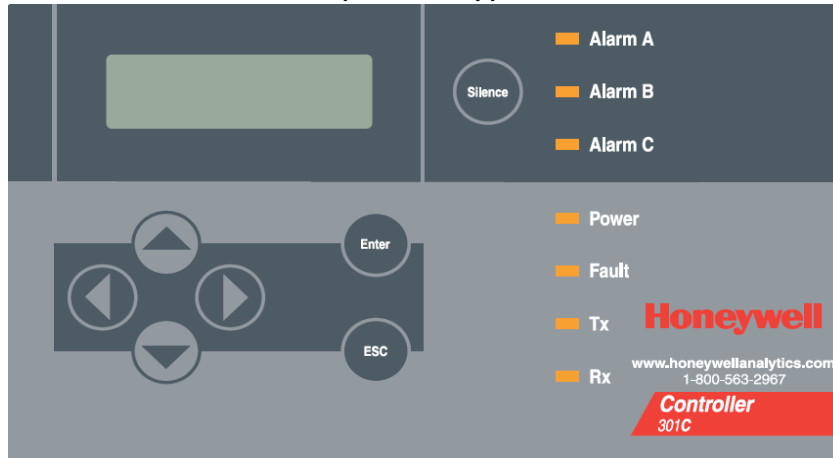 Silence
Alarm A
Alarm B
Alarm C
Enter
ESC
Power
Fault
Tx
Rx
Honeywell
www.honeywellanalytics.com
1-800-563-2967
Controller
301C